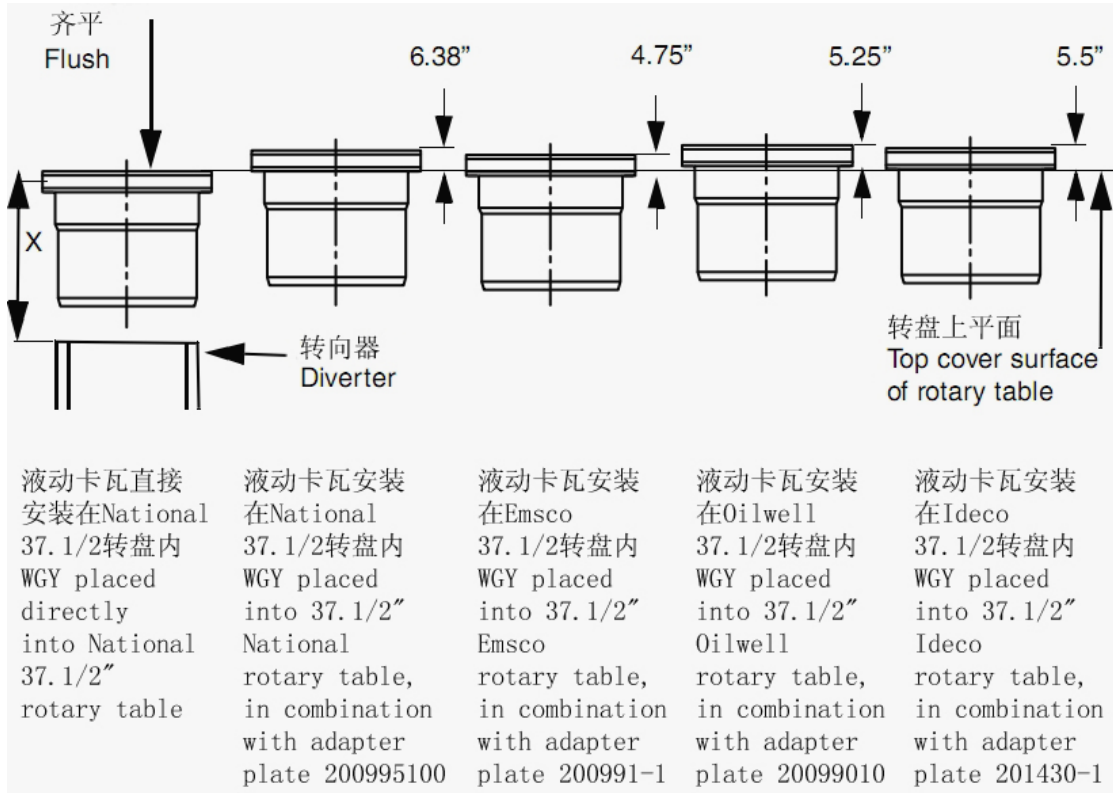 齐平
Flush
6.38”
4.75”
5.25”
5.5”
X
转向器
Diverter
转盘上平面
Top cover surface
of rotary table
液动卡瓦直接
安装在National
37.1/2转盘内
WGY placed
directly
into National
37.1/2″
rotary table
液动卡瓦安装
在National
37.1/2转盘内
WGY placed
into 37.1/2″
National
rotary table,
in combination
with adapter
plate 200995100
液动卡瓦安装
在Emsco
37.1/2转盘内
WGY placed
into 37.1/2″
Emsco
rotary table,
in combination
with adapter
plate 200991-1
液动卡瓦安装
在Oilwell
37.1/2转盘内
WGY placed
into 37.1/2″
Oilwell
rotary table,
in combination
with adapter
plate 20099010
液动卡瓦安装
在Ideco
37.1/2转盘内
WGY placed
into 37.1/2″
Ideco
rotary table,
in combination
with adapter
plate 201430-1